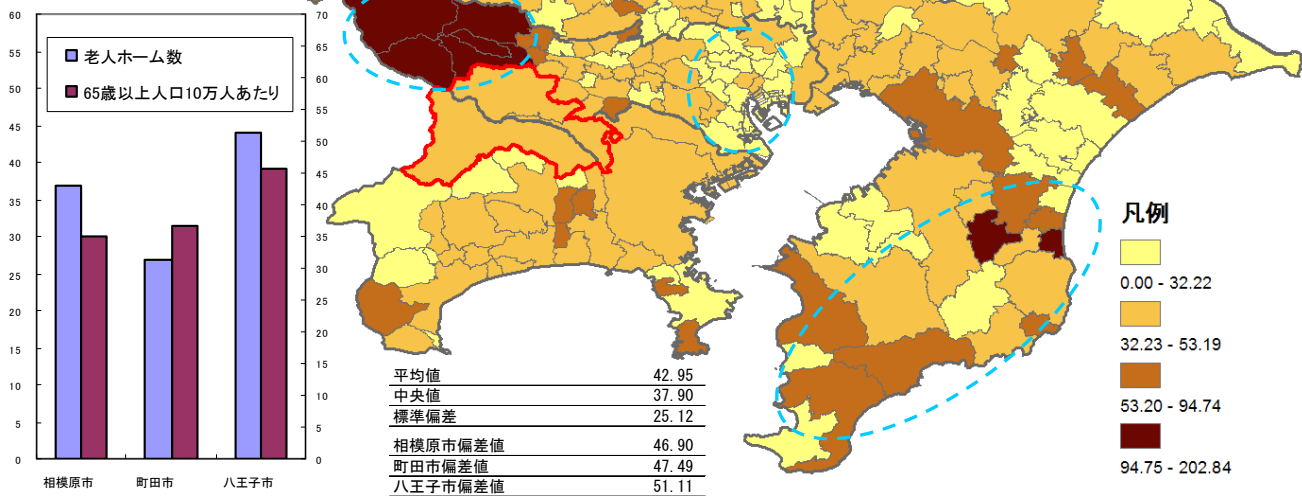 60
55
50
45
40
35
30
25
20
15
10
5
0
老人ホーム数
65歳以上人口10万人あたり
70
65
60
55
50
45
40
35
30
25
20
15
10
5
0
相模原市 町田市 八王子市
平均値 42.95
中央値 37.90
標準偏差 25.12
相模原市偏差値 46.90
町田市偏差値 47.49
八王子市偏差値 51.11
凡例
0.00 - 32.22
32.23 - 53.19
53.20 - 94.74
94.75 - 202.84